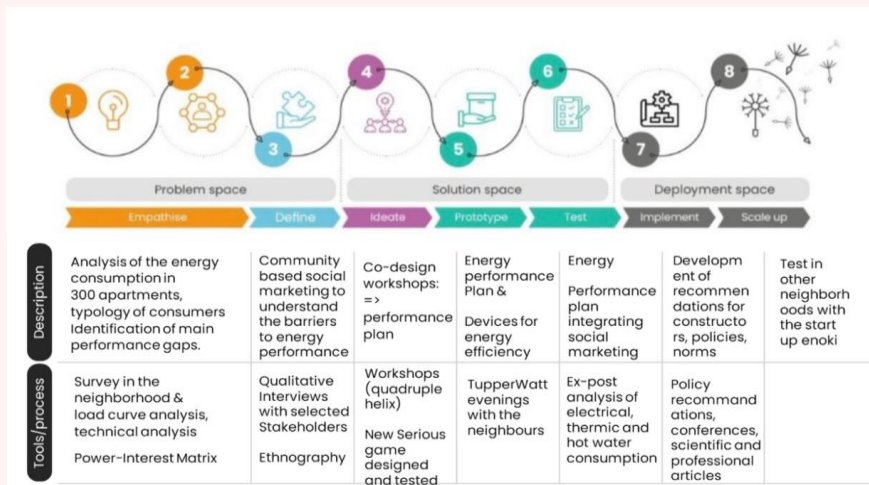 1
2
3
4
5
6
7
8
Problem space
Solution space
Deployment space
Empathise
Define
Ideate
Prototype
Test
Implement
Scale up
Description
Analysis of the energy
consumption in
300 apartments,
typology of consumers
Identification of main
performance gaps.
Community
based social
marketing to
understand
the barriers
to energy
performance
Co-design
workshops:
=>
performance
plan
Energy
performance
Plan &
Devices for
energy
efficiency
Energy
Performance
plan
integrating
social
marketing
Developm
ent of
recommen
dations for
constructo
rs, policies,
norms
Test in
other
neighborh
oods with
the start
up enoki
Tools/process
Survey in the
neighborhood &
load curve analysis,
technical analysis
Power-Interest Matrix
Qualitative
Interviews
with selected
Stakeholders
Ethnography
Workshops
(quadruple
helix)
New Serious
game
designed
and tested
TupperWatt
evenings
with the
neighbours
Ex-post
analysis of
electrical,
thermic and
hot water
consumption
Policy
recommand
ations,
conferences,
scientific and
professional
articles